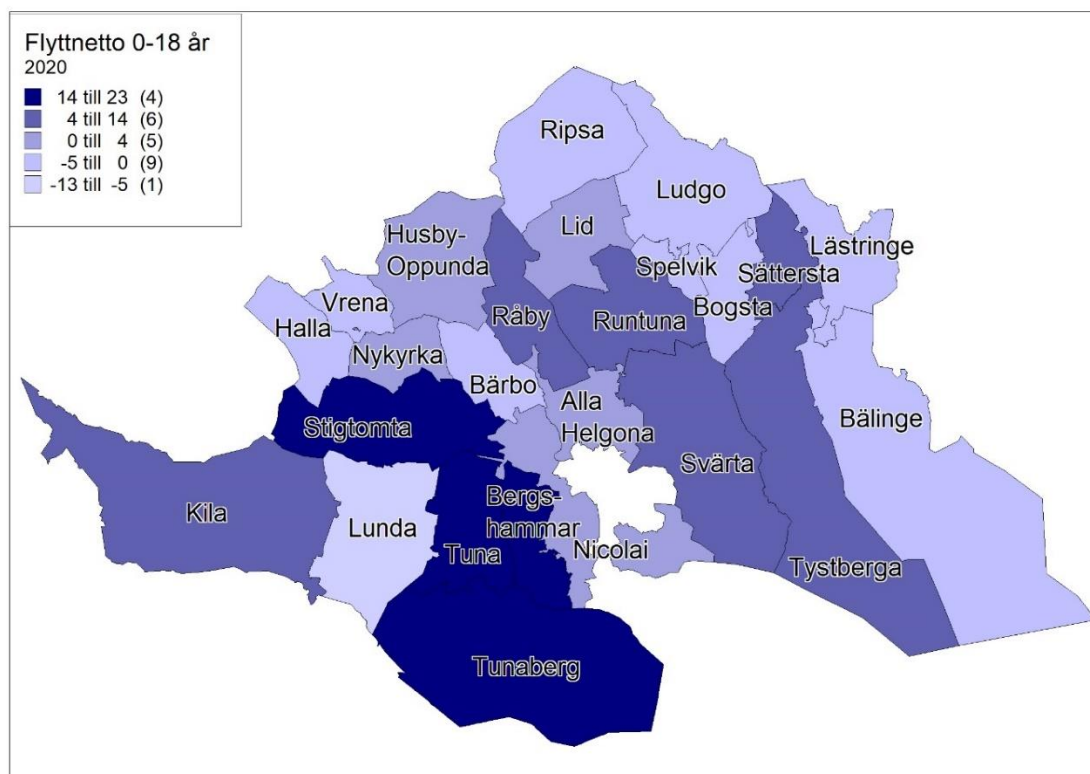 Flyttnetto 0-18 år
2020
14 till 23 (4)
4 till 14 (6)
0 till 4 (5)
-5 till 0 (9)
-13 till -5 (1)
Ripsa
Ludgo
Lid
Husby-
Oppunda
Lästringe
Spelvik
Sättersta
Vrena
Bogsta
Råby
Runtuna
Halla
Nykyrka
Bärbo
Alla
Helgona
Bälinge
Stigtomta
Svärta
Bergs-
hammar
Kila
Lunda
Tuna
Nicolai
Tystberga
Tunaberg